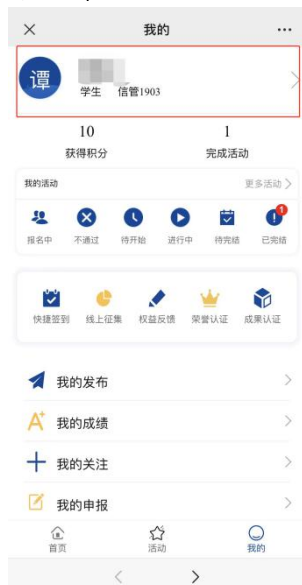 我的
谭
学生 信管1903
10 1
获得积分 完成活动
我的活动 更多活动
1
报名中 不通过 待开始 进行中 待完结 已完结
快捷签到 线上征集 权益反馈 荣誉认证 成果认证
我的发布
我的成绩
我的关注
我的申报
首页 活动 我的